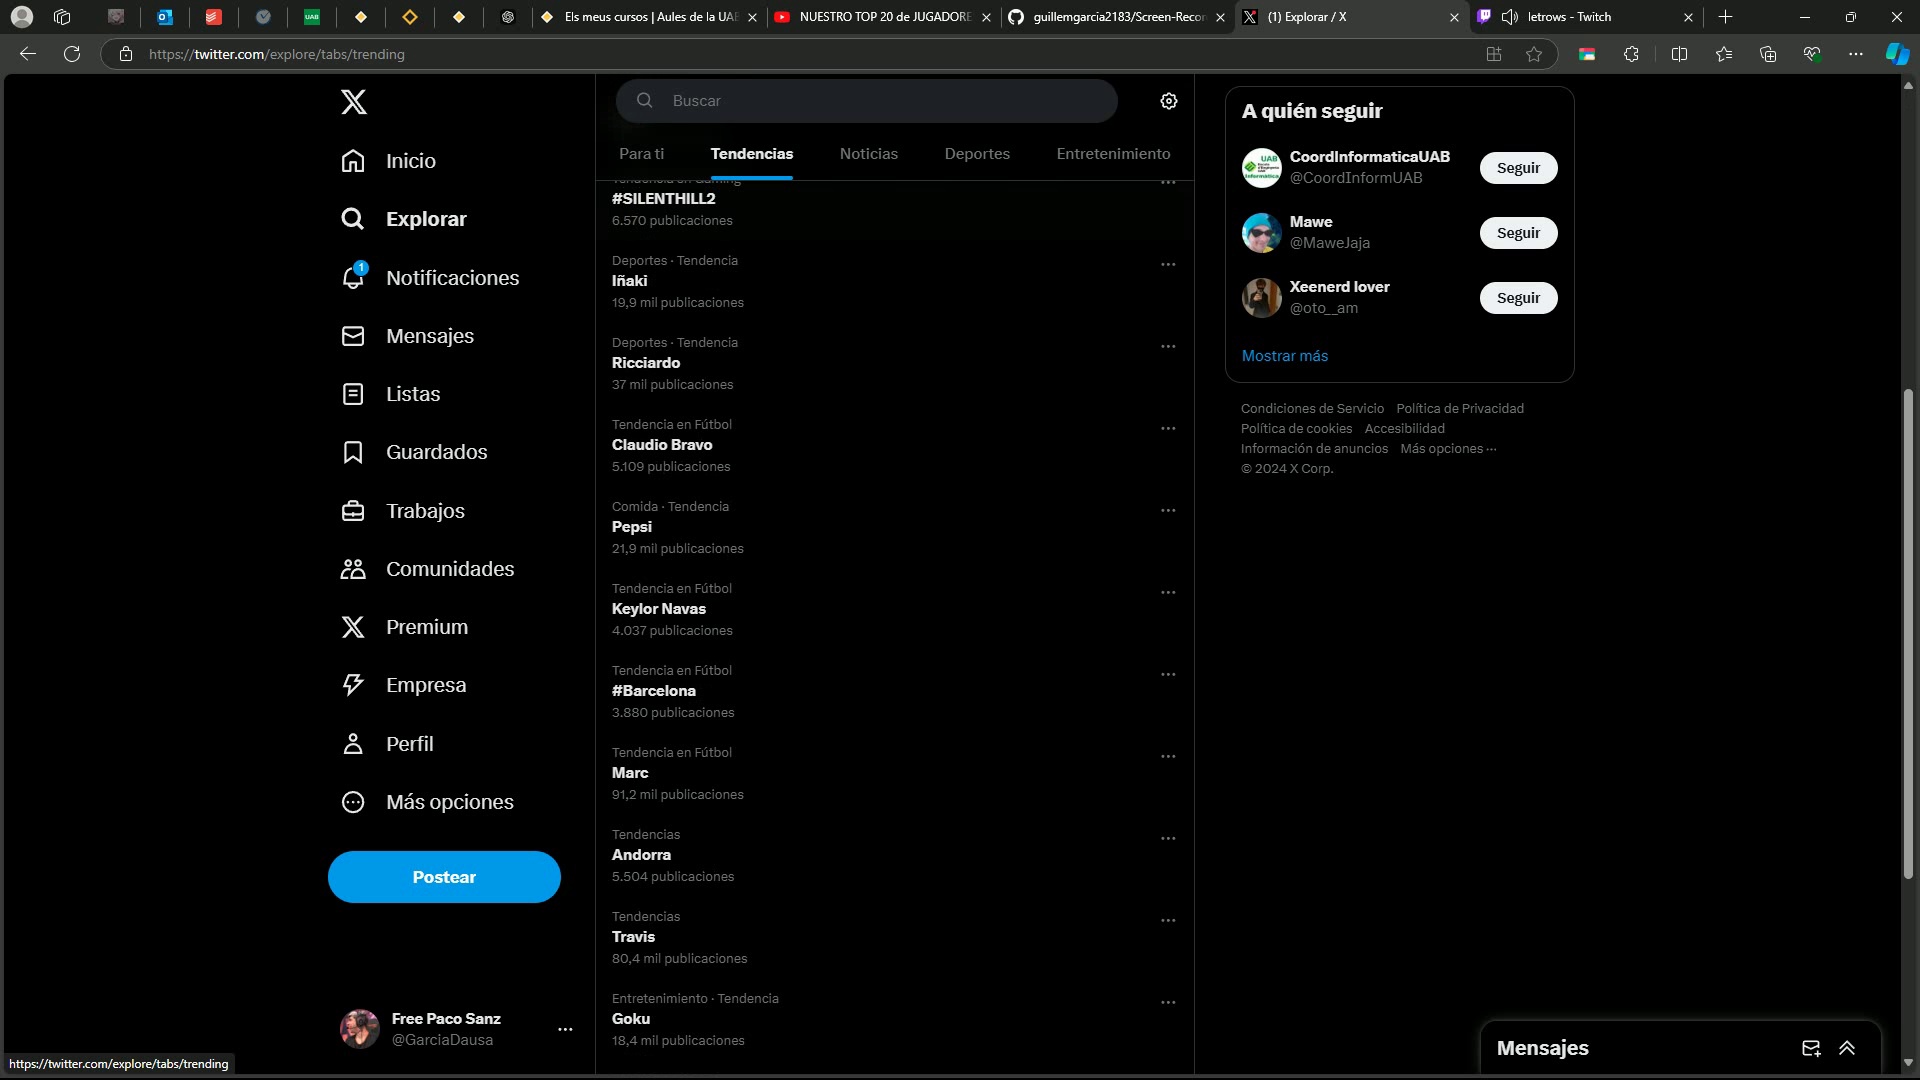 Els meus cursos | Aules de la UAB
NUESTRO TOP 20 de JUGADORE
guillemgarcia2183/Screen-Recor
(1) Explorar / X
letrows - Twitch
https://twitter.com/explore/tabs/trending
Inicio
Explorar
1
Notificaciones
Mensajes
Listas
Guardados
Trabajos
Comunidades
Premium
Empresa
Perfil
Más opciones
Postear
Free Paco Sanz
@GarciaDausa
https://twitter.com/explore/tabs/trending
Buscar
Para ti
Tendencias
Noticias
Deportes
Entretenimiento
Tendencia en Gaming
#SILENTHILL2
6.570 publicaciones
Deportes · Tendencia
Iñaki
19,9 mil publicaciones
Deportes · Tendencia
Ricciardo
37 mil publicaciones
Tendencia en Fútbol
Claudio Bravo
5.109 publicaciones
Comida · Tendencia
Pepsi
21,9 mil publicaciones
Tendencia en Fútbol
Keylor Navas
4.037 publicaciones
Tendencia en Fútbol
#Barcelona
3.880 publicaciones
Tendencia en Fútbol
Marc
91,2 mil publicaciones
Tendencias
Andorra
5.504 publicaciones
Tendencias
Travis
80,4 mil publicaciones
Entretenimiento · Tendencia
Goku
18,4 mil publicaciones
A quién seguir
CoordInformaticaUAB
@CoordInformUAB
Seguir
Mawe
@MaweJaja
Seguir
Xeenerd lover
@oto__am
Seguir
Mostrar más
Condiciones de Servicio Política de Privacidad
Política de cookies Accesibilidad
Información de anuncios Más opciones ···
© 2024 X Corp.
Mensajes